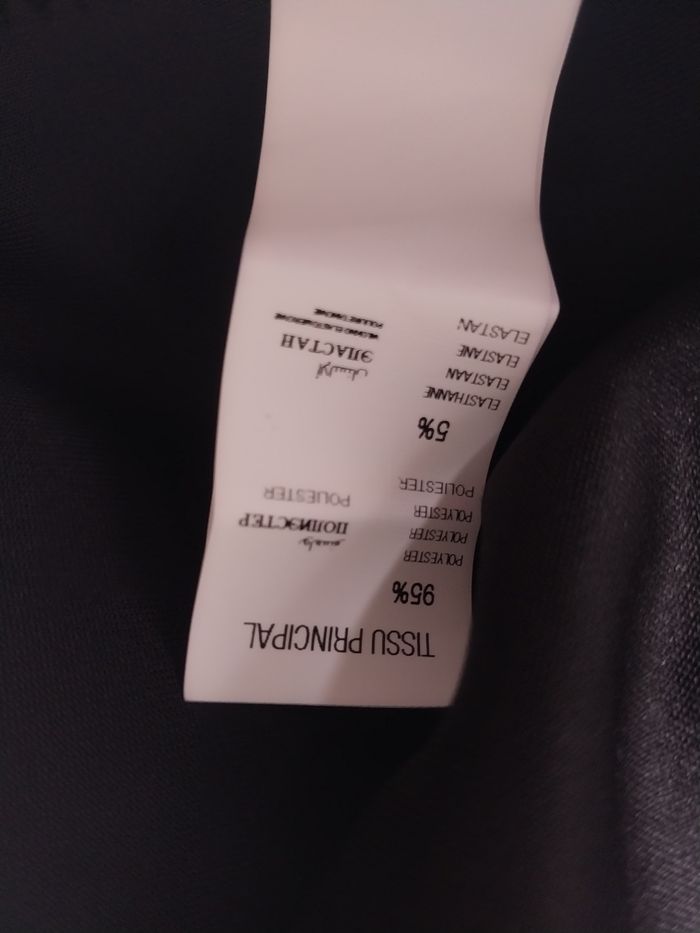 TISSU PRINCIPAL
95%
POLYESTER
POLYESTER
POLYESTER
POLIESTER
ПОЛИЭСТЕР
POLIESTER
5%
ELASTHANNE
ELASTAAN
ELASTANE
ELASTAN
ЭЛАСТАН